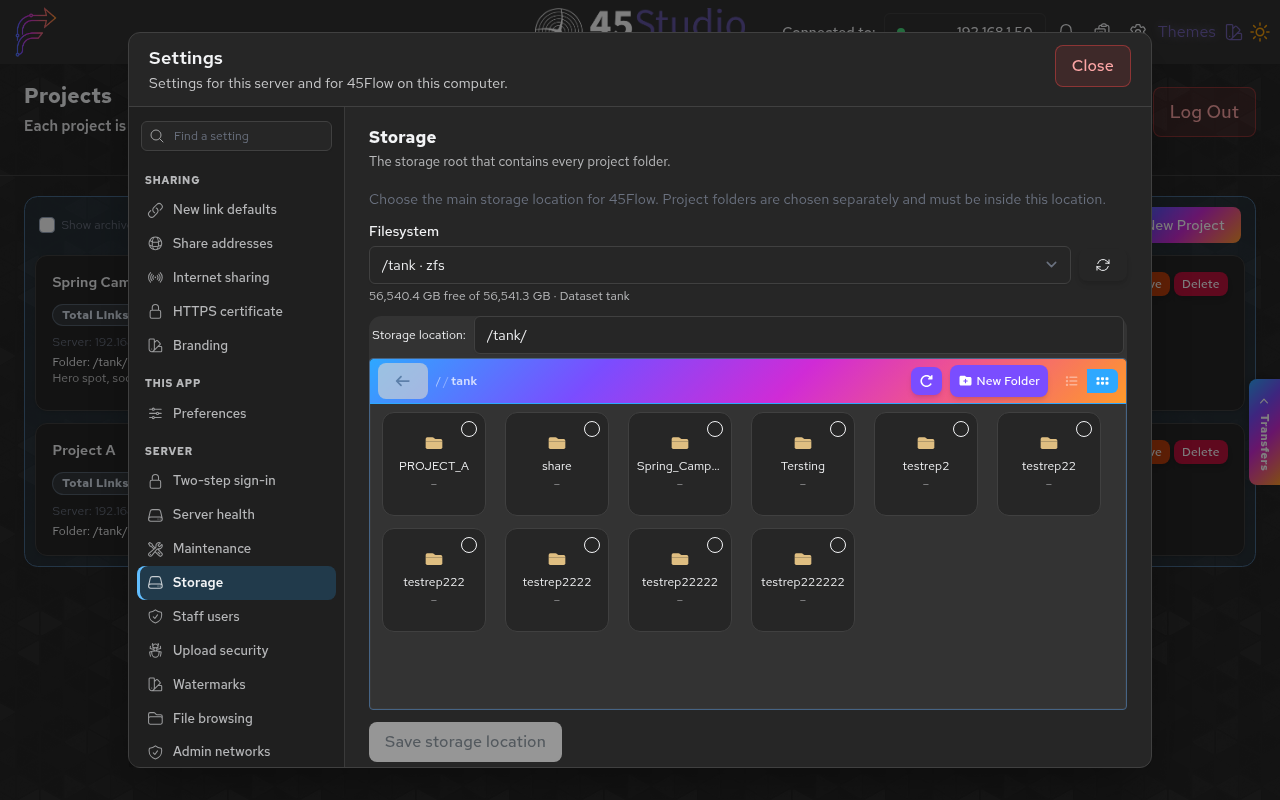 45Studio
Connected to:
192.168.1.50
Themes
Settings
Settings for this server and for 45Flow on this computer.
Close
Projects
Each project is
Log Out
Find a setting
SHARING
New link defaults
Share addresses
Internet sharing
HTTPS certificate
Branding
THIS APP
Preferences
SERVER
Two-step sign-in
Server health
Maintenance
Storage
Staff users
Upload security
Watermarks
File browsing
Admin networks
Storage
The storage root that contains every project folder.
Choose the main storage location for 45Flow. Project folders are chosen separately and must be inside this location.
Filesystem
/tank · zfs
56,540.4 GB free of 56,541.3 GB · Dataset tank
Storage location:
/tank/
// tank
New Folder
PROJECT_A
–
share
–
Spring_Camp...
–
Tersting
–
testrep2
–
testrep22
–
testrep222
–
testrep2222
–
testrep22222
–
testrep222222
–
Save storage location
Show archiv
Spring Cam
Total Links
Server: 192.16
Folder: /tank/
Hero spot, soc
Project A
Total Links
Server: 192.16
Folder: /tank/
New Project
ve
Delete
ve
Delete
Transfers